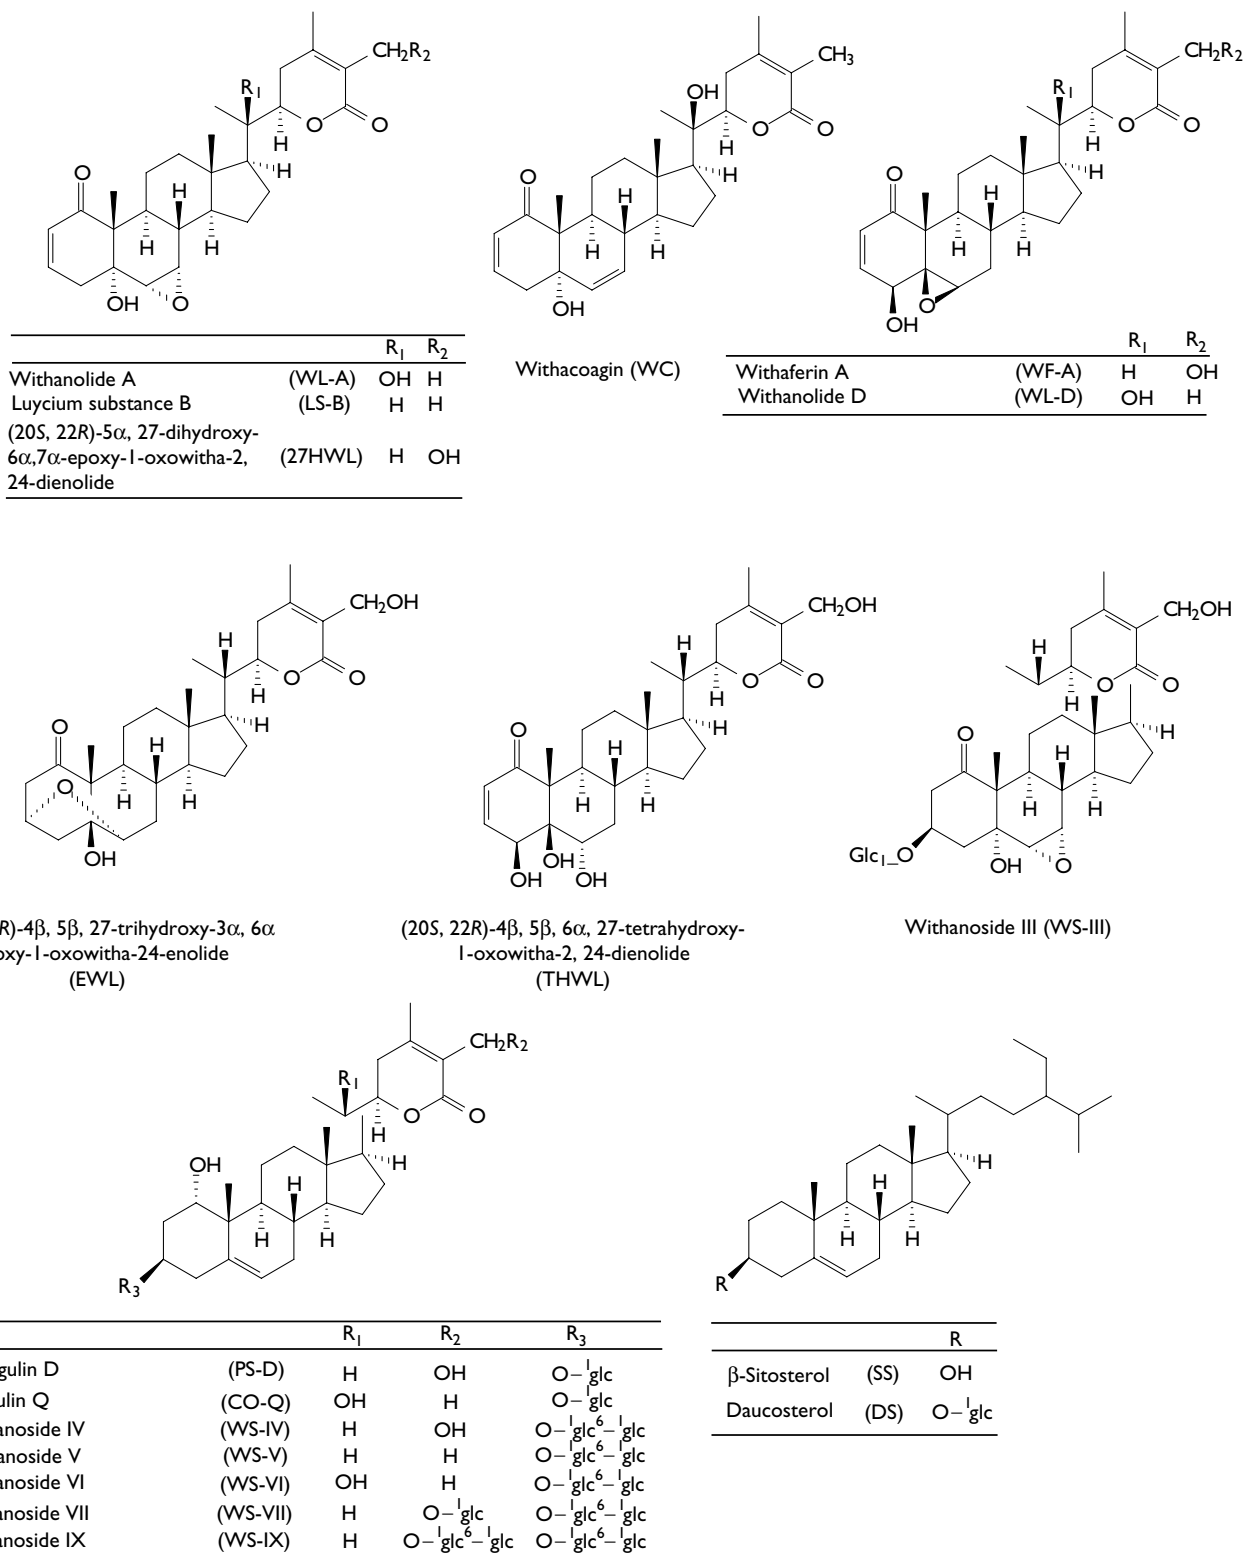 CH2R2
R1
O
O
H
O
H
H
H
H
OH
O
CH3
OH
O
O
H
O
H
H
H
H
OH
CH2R2
R1
O
O
H
O
H
H
H
H
O
OH
R1 R2
Withanolide A (WL-A) OH H
Luycium substance B (LS-B) H H
(20S, 22R)-5α, 27-dihydroxy-
6α,7α-epoxy-1-oxowitha-2, (27HWL) H OH
24-dienolide
Withacoagin (WC)
R1 R2
Withaferin A (WF-A) H OH
Withanolide D (WL-D) OH H
CH2OH
H
O
O
H
O
H
H
H
H
O
OH
R)-4β, 5β, 27-trihydroxy-3α, 6α
oxy-1-oxowitha-24-enolide
(EWL)
CH2OH
H
O
O
H
O
H
H
H
H
OH
OH
OH
(20S, 22R)-4β, 5β, 6α, 27-tetrahydroxy-
1-oxowitha-2, 24-dienolide
(THWL)
CH2OH
H
O
O
H
O
H
H
H
H
Glc1_O
OH
O
Withanoside III (WS-III)
CH2R2
R1
O
O
H
OH
H
H
H
H
R3
H
H
H
H
R
R1 R2 R3
gulin D (PS-D) H OH O–1glc
ulin Q (CO-Q) OH H O–1glc
anoside IV (WS-IV) H OH O–1glc6–1glc
anoside V (WS-V) H H O–1glc6–1glc
anoside VI (WS-VI) OH H O–1glc6–1glc
anoside VII (WS-VII) H O–1glc O–1glc6–1glc
anoside IX (WS-IX) H O–1glc6–1glc O–1glc6–1glc
R
β-Sitosterol (SS) OH
Daucosterol (DS) O–1glc